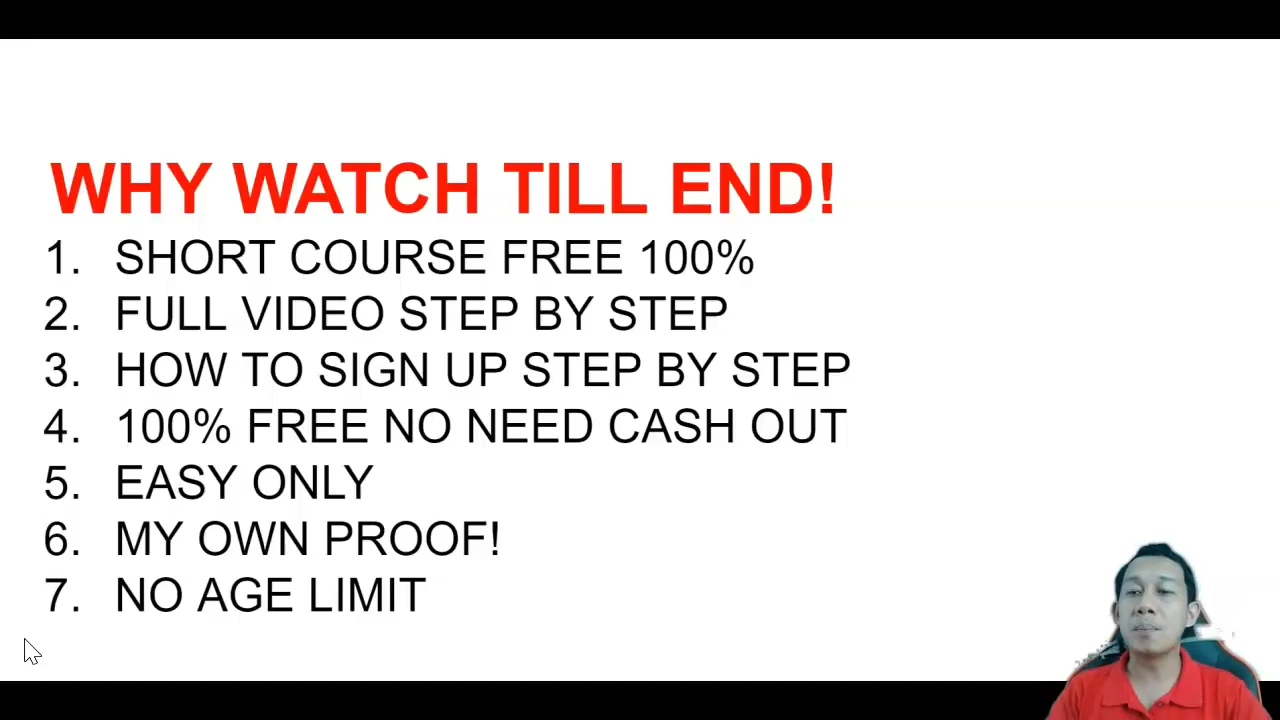 WHY WATCH TILL END!
1. SHORT COURSE FREE 100%
2. FULL VIDEO STEP BY STEP
3. HOW TO SIGN UP STEP BY STEP
4. 100% FREE NO NEED CASH OUT
5. EASY ONLY
6. MY OWN PROOF!
7. NO AGE LIMIT